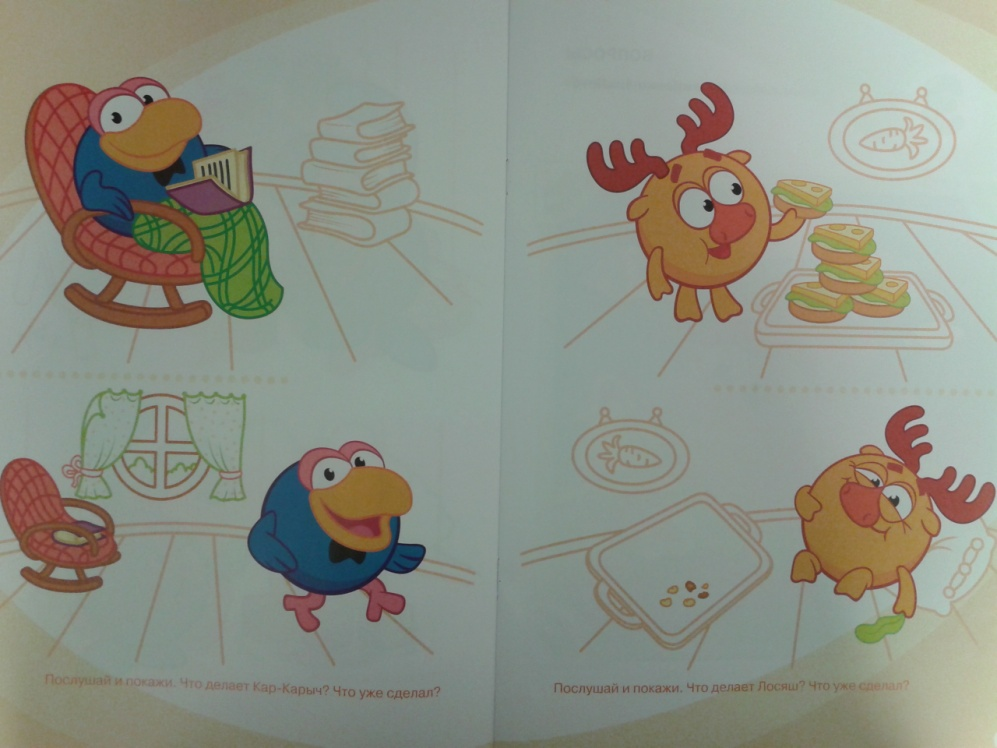 Послушай и покажи. Что делает Кар-Карыч? Что уже сделал?
Послушай и покажи. Что делает Лосяш? Что уже сделал?